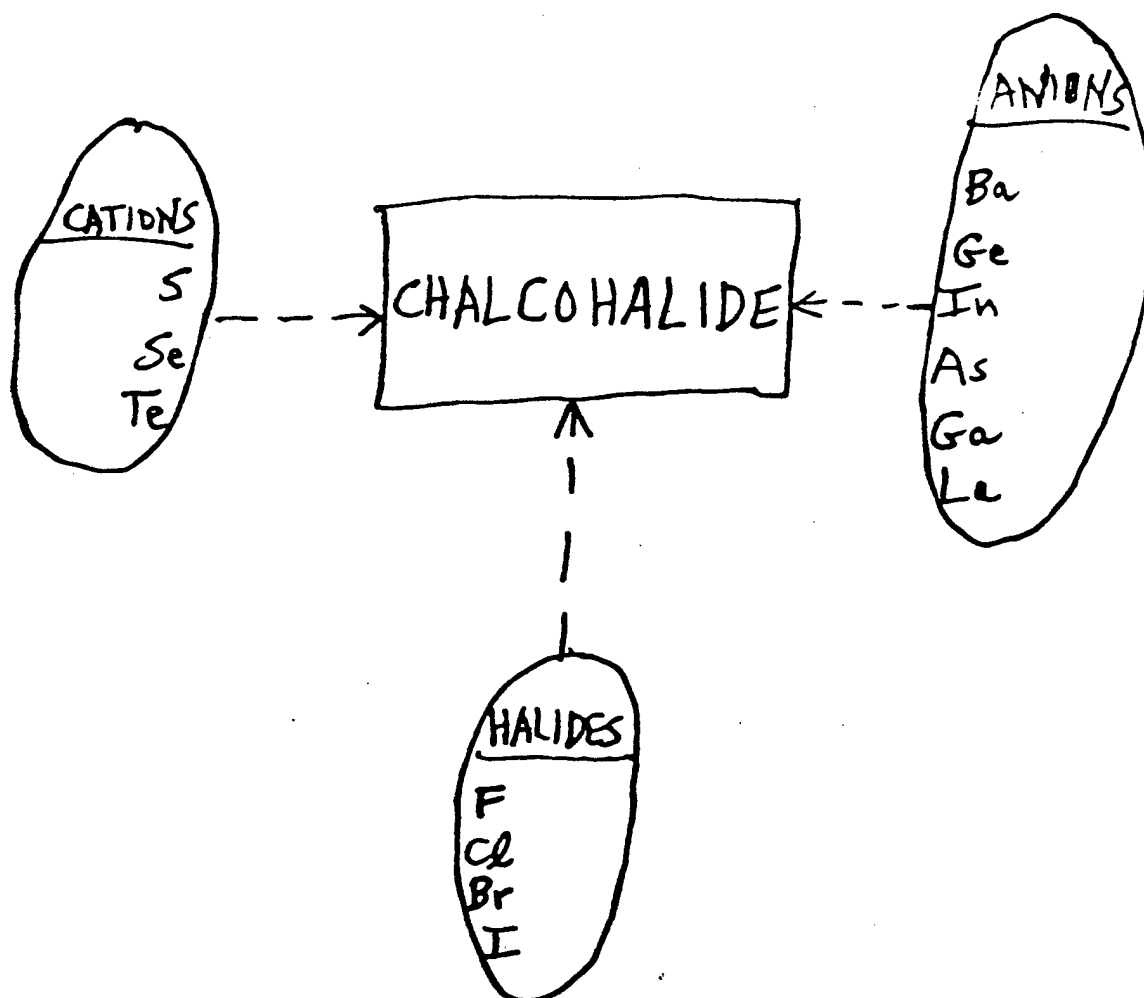 CATIONS
S
Se
Te
CHALCOHALIDE
ANIONS
Ba
Ge
In
As
Ga
La
HALIDES
F
Cl
Br
I